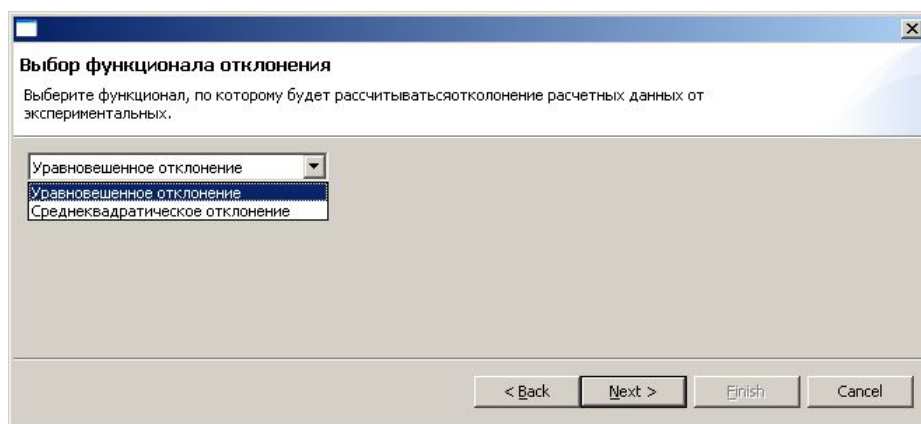 Выбор функционала отклонения
Выберите функционал, по которому будет рассчитыватьсяотколонение расчетных данных от
экспериментальных.
Уравновешенное отклонение
Уравновешенное отклонение
Среднеквадратическое отклонение
< Back Next > Finish Cancel